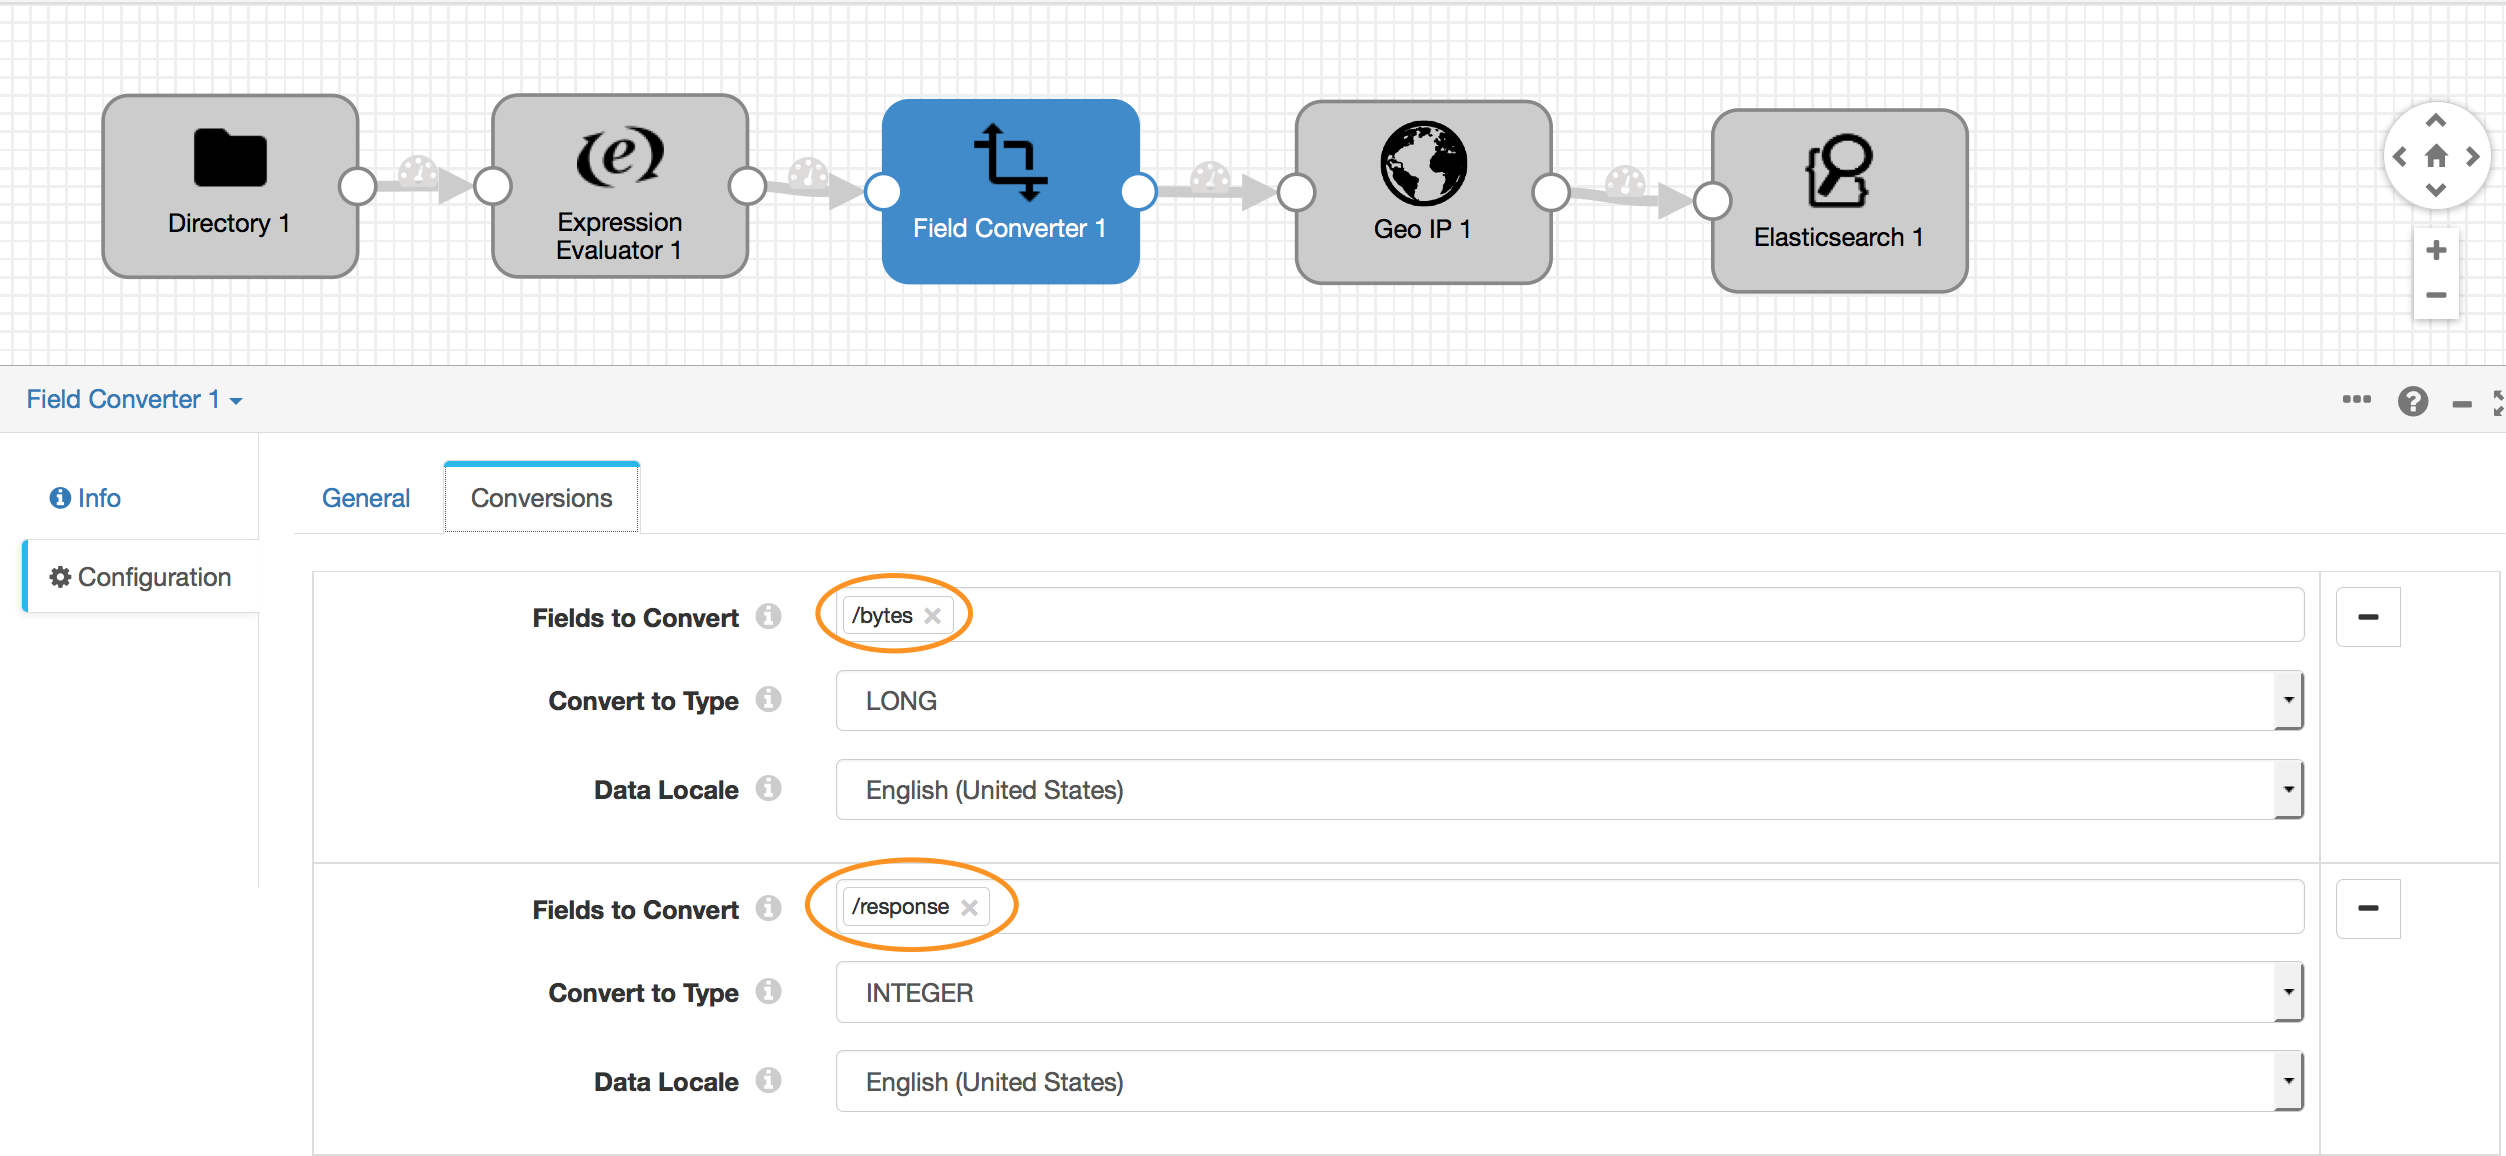 Directory 1
Expression
Evaluator 1
Field Converter 1
Geo IP 1
Elasticsearch 1
Field Converter 1
Info
Configuration
General
Conversions
Fields to Convert
/bytes
Convert to Type
LONG
Data Locale
English (United States)
Fields to Convert
/response
Convert to Type
INTEGER
Data Locale
English (United States)